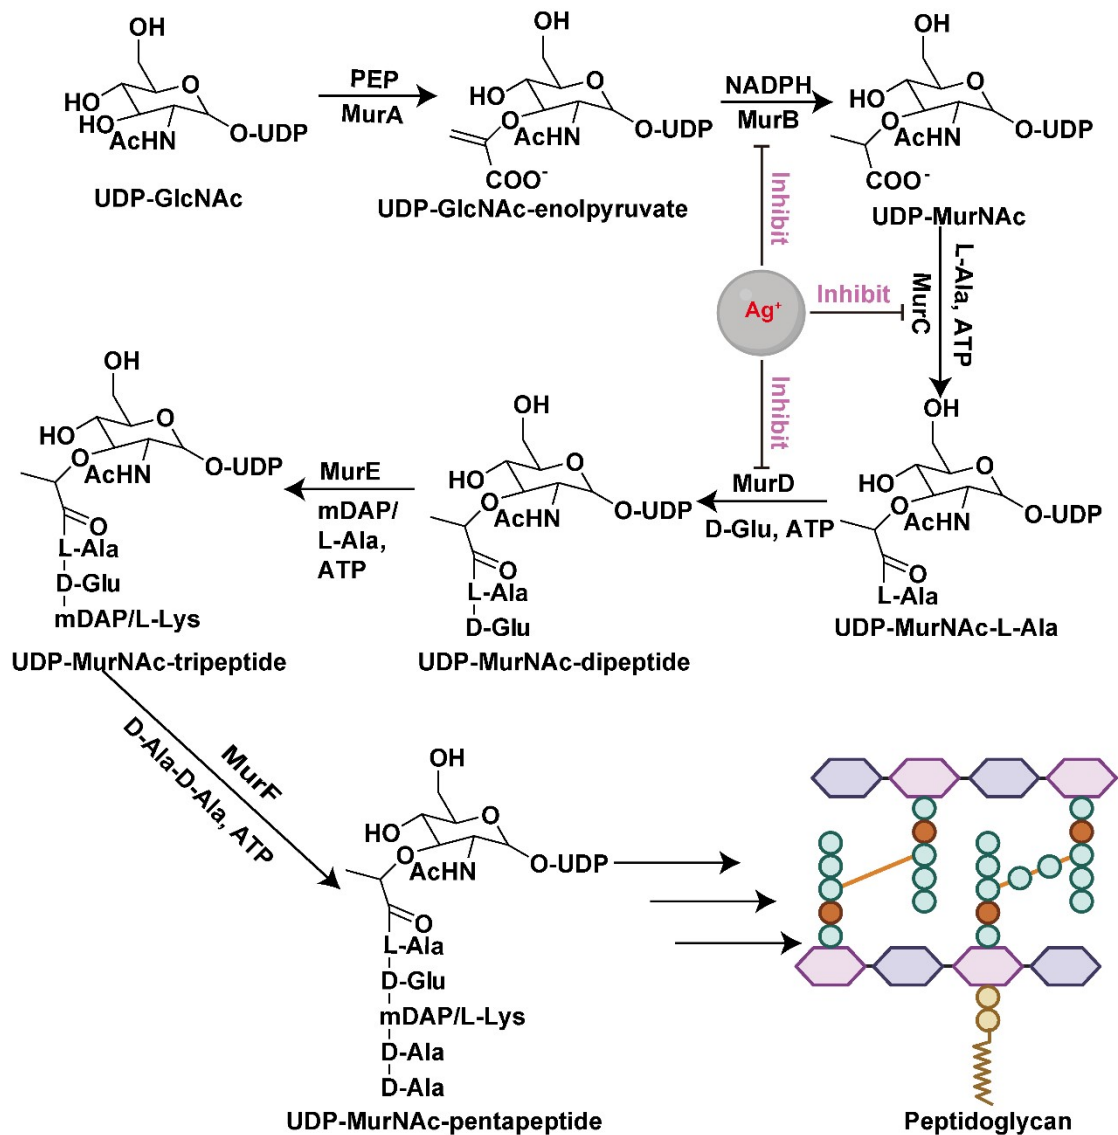 OH
HO
HO
O
AcHN
O-UDP
UDP-GlcNAc
PEP
MurA
OH
HO
O
O
AcHN
O-UDP
COO⁻
UDP-GlcNAc-enolpyruvate
NADPH
MurB
OH
HO
O
O
AcHN
O-UDP
COO⁻
UDP-MurNAc
Inhibit
Ag⁺
Inhibit
Inhibit
L-Ala, ATP
MurC
OH
HO
O
O
AcHN
O-UDP
O
L-Ala
UDP-MurNAc-L-Ala
MurD
D-Glu, ATP
OH
HO
O
O
AcHN
O-UDP
O
L-Ala
D-Glu
UDP-MurNAc-dipeptide
MurE
mDAP/
L-Ala,
ATP
OH
HO
O
O
AcHN
O-UDP
O
L-Ala
D-Glu
mDAP/L-Lys
UDP-MurNAc-tripeptide
MurF
D-Ala-D-Ala, ATP
OH
HO
O
O
AcHN
O-UDP
O
L-Ala
D-Glu
mDAP/L-Lys
D-Ala
D-Ala
UDP-MurNAc-pentapeptide
Peptidoglycan